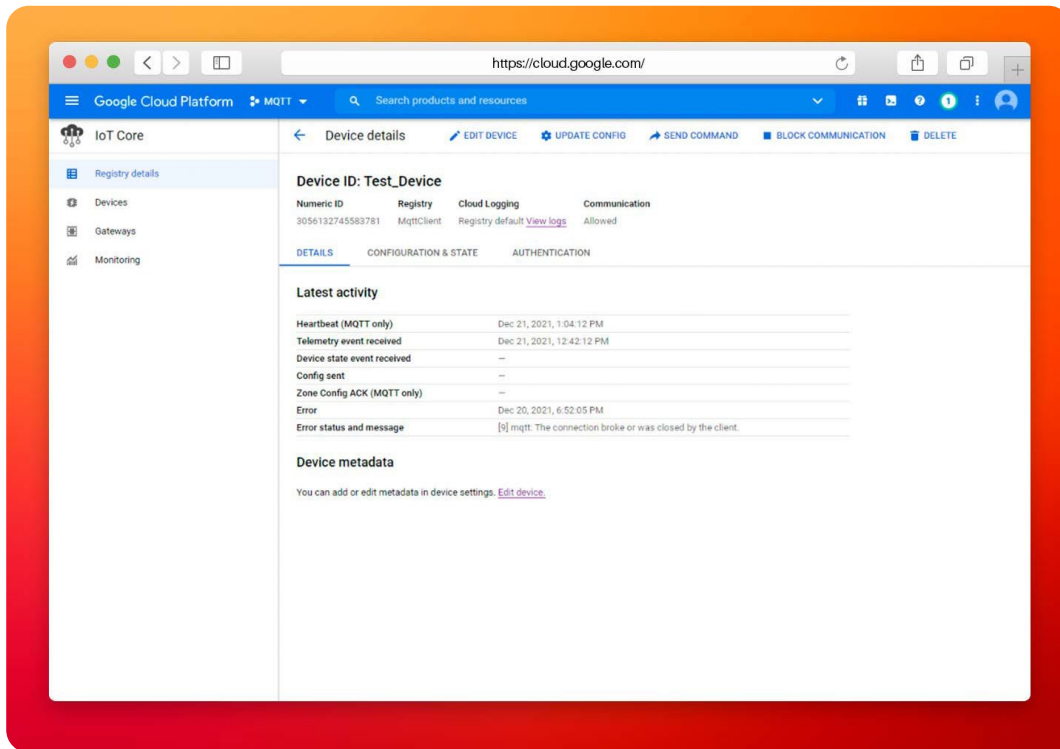 https://cloud.google.com/
Google Cloud Platform MQTT Search products and resources 1
IoT Core
Device details EDIT DEVICE UPDATE CONFIG SEND COMMAND BLOCK COMMUNICATION DELETE
Registry details
Devices
Gateways
Monitoring
Device ID: Test_Device
Numeric ID Registry Cloud Logging Communication
3056132745583781 MqttClient Registry default View logs Allowed
DETAILS CONFIGURATION & STATE AUTHENTICATION
Latest activity
Heartbeat (MQTT only) Dec 21, 2021, 1:04:12 PM
Telemetry event received Dec 21, 2021, 12:42:12 PM
Device state event received —
Config sent —
Zone Config ACK (MQTT only) —
Error Dec 20, 2021, 6:52:05 PM
Error status and message [9] mqtt: The connection broke or was closed by the client.
Device metadata
You can add or edit metadata in device settings. Edit device.